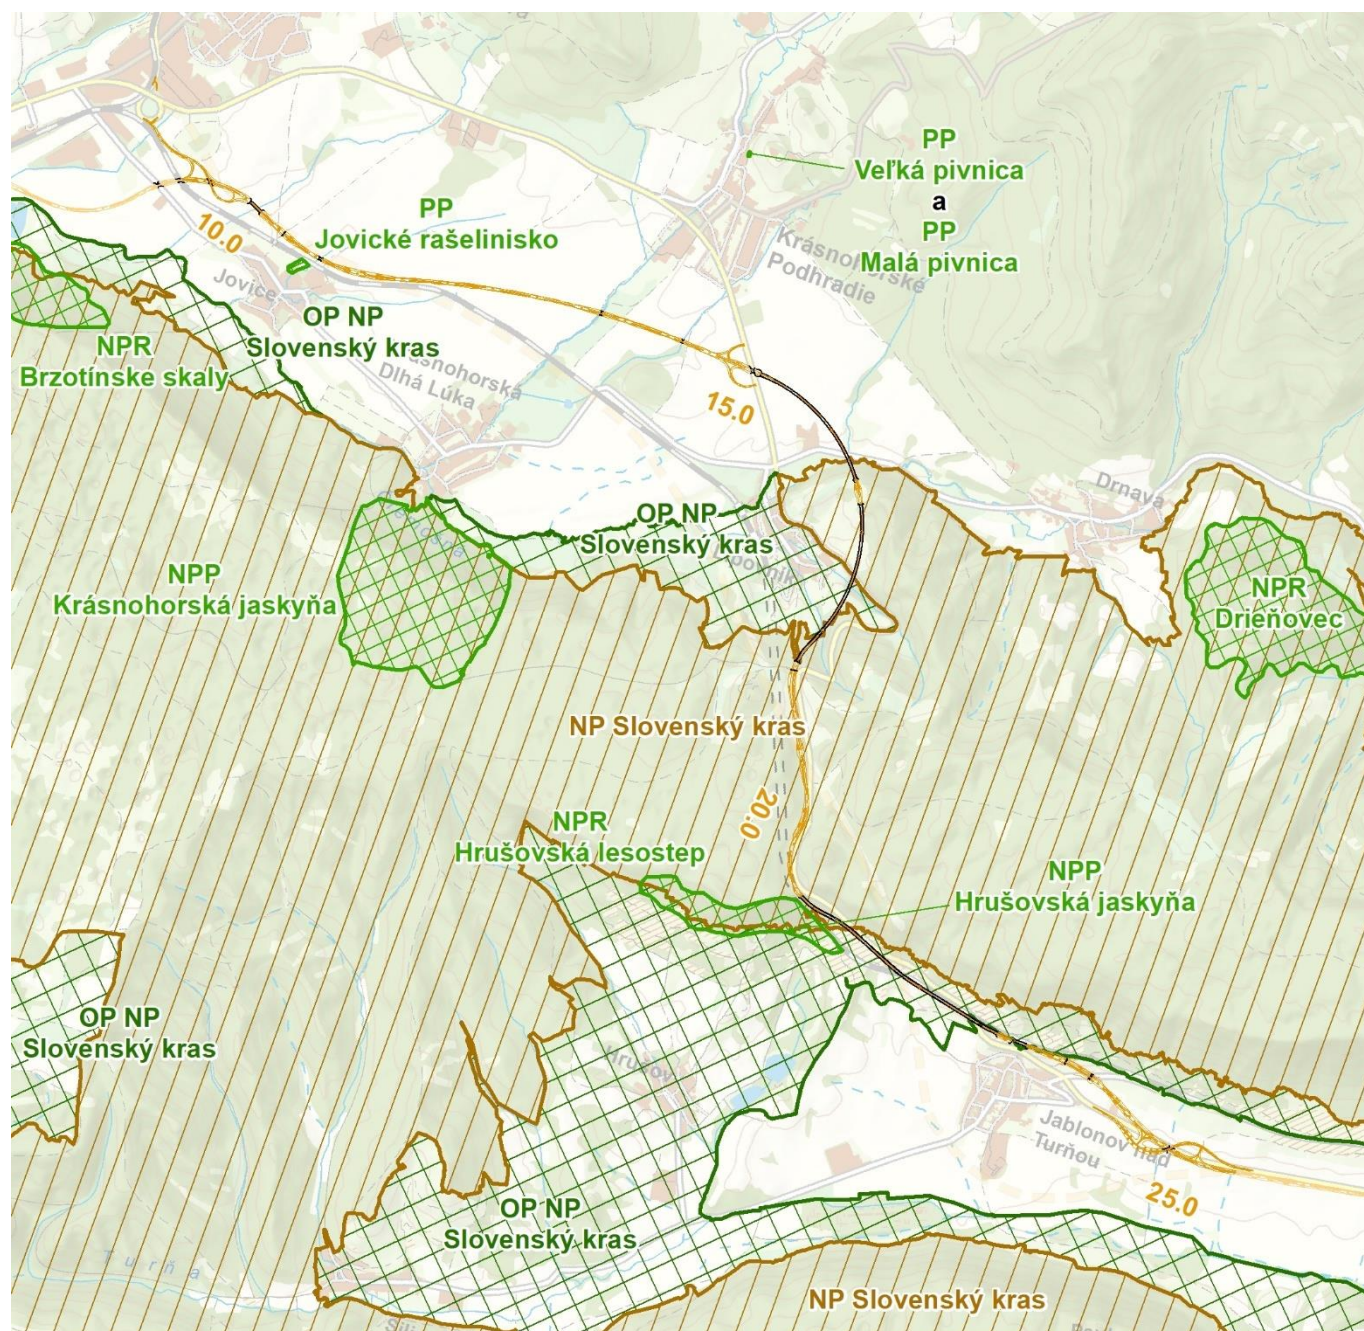 PP
Veľká pivnica
a
PP
Malá pivnica
PP
Jovické rašelinisko
10.0
Krásnohorské
Podhradie
Jovice
OP NP
Slovenský kras
NPR
Brzotínske skaly
Dlhá Lúka
15.0
Drnava
OP NP
Slovenský kras
NPP
Krásnohorská jaskyňa
NPR
Drieňovec
NP Slovenský kras
20.0
NPR
Hrušovská lesostep
NPP
Hrušovská jaskyňa
OP NP
Slovenský kras
Hrušov
Jablonov nad
Turňou
25.0
OP NP
Slovenský kras
Turňa
NP Slovenský kras